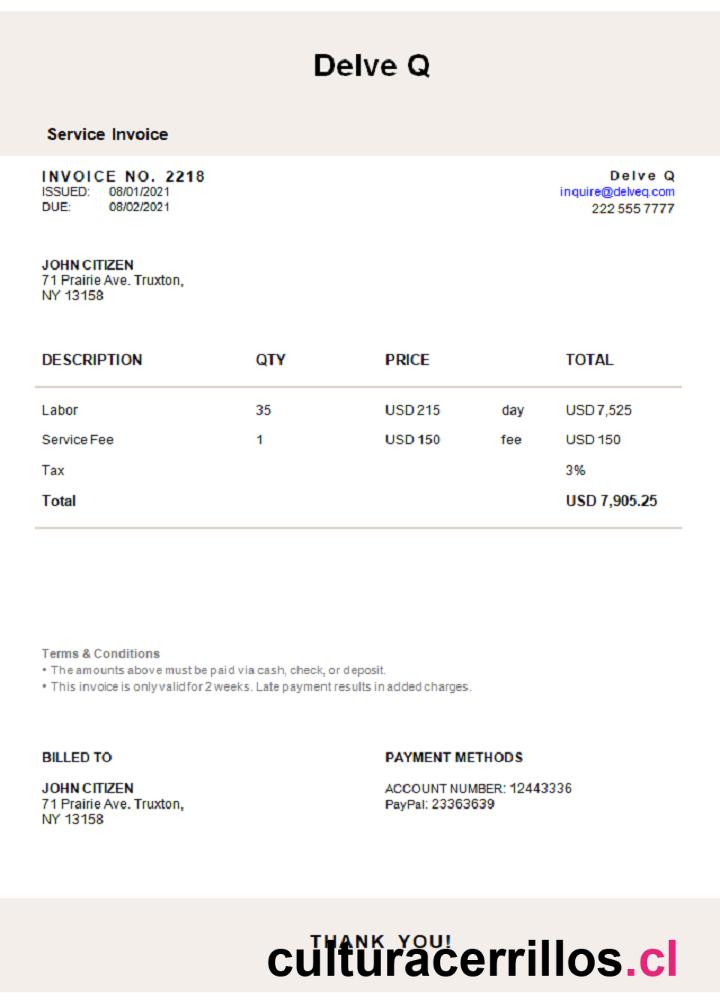 Delve Q
Service Invoice
INVOICE NO. 2218
ISSUED: 08/01/2021
DUE: 08/02/2021
Delve Q
inquire@delveq.com
222 555 7777
JOHN CITIZEN
71 Prairie Ave. Truxton,
NY 13158
DESCRIPTION QTY PRICE TOTAL
Labor 35 USD 215 day USD 7,525
Service Fee 1 USD 150 fee USD 150
Tax 3%
Total USD 7,905.25
Terms & Conditions
• The amounts above must be paid via cash, check, or deposit.
• This invoice is only valid for 2 weeks. Late payment results in added charges.
BILLED TO
JOHN CITIZEN
71 Prairie Ave. Truxton,
NY 13158
PAYMENT METHODS
ACCOUNT NUMBER: 12443336
PayPal: 23363639
THANK YOU!
culturacerrillos.cl